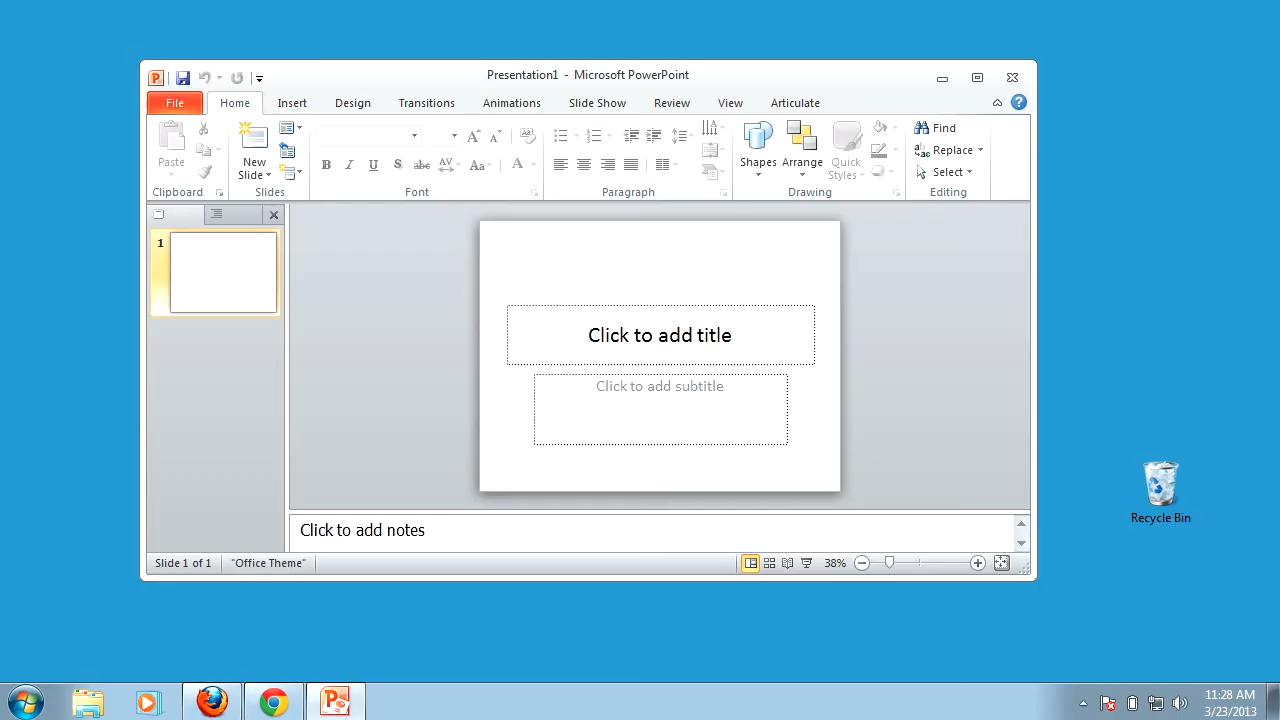 Presentation1 - Microsoft PowerPoint
File Home Insert Design Transitions Animations Slide Show Review View Articulate
Paste
New
Slide
B I U S abc AV Aa A
Shapes Arrange Quick
Styles
Find
Replace
Select
Clipboard Slides Font Paragraph Drawing Editing
1
Click to add title
Click to add subtitle
Click to add notes
Slide 1 of 1 "Office Theme" 38%
Recycle Bin
11:28 AM
3/23/2013